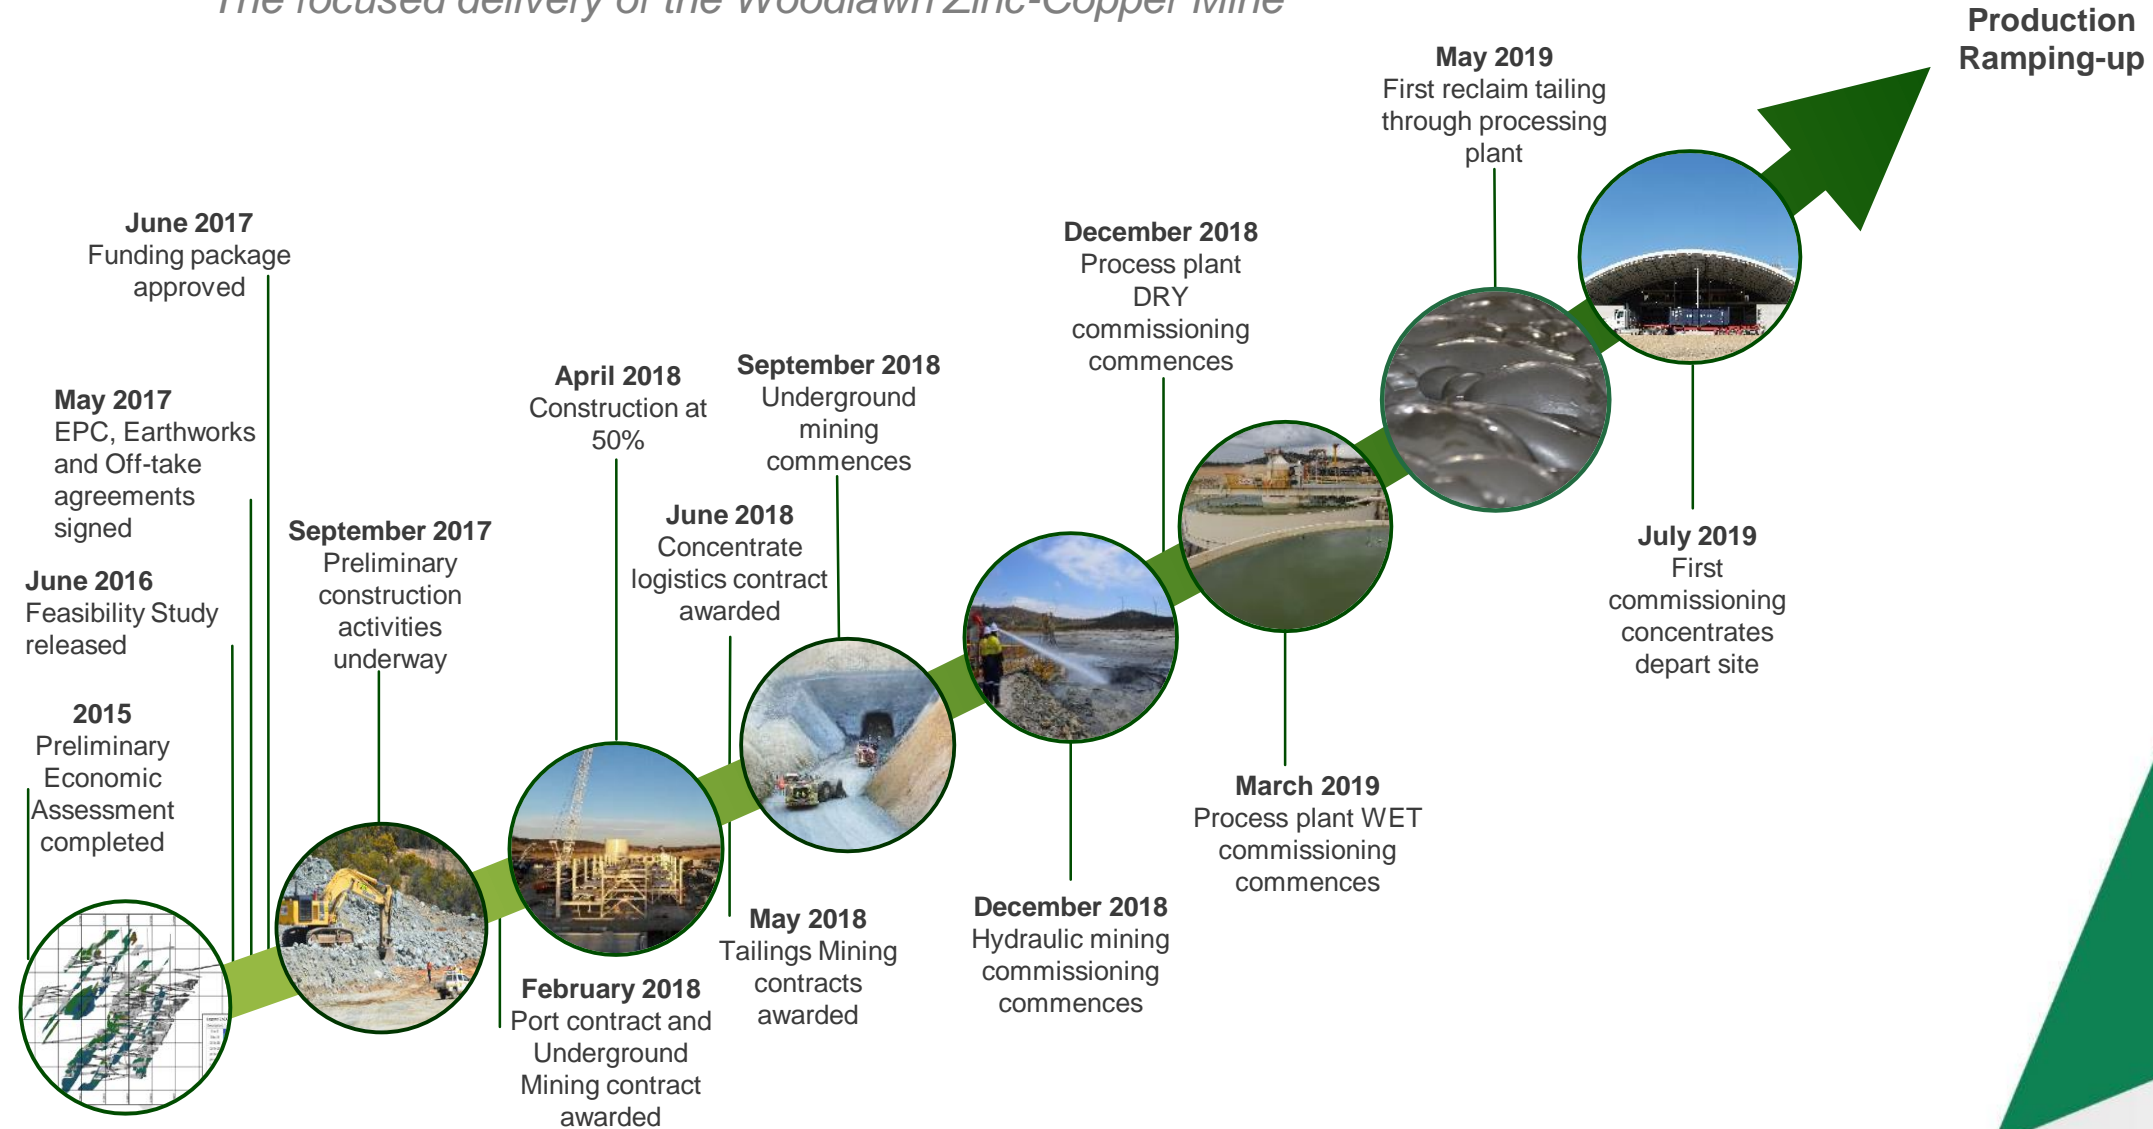 The focused delivery of the Woodlawn Zinc-Copper Mine
Production
Ramping-up
May 2019
First reclaim tailing
through processing
plant
June 2017
Funding package
approved
December 2018
Process plant
DRY
commissioning
commences
April 2018
Construction at
50%
September 2018
Underground
mining
commences
May 2017
EPC, Earthworks
and Off-take
agreements
signed
June 2018
Concentrate
logistics contract
awarded
September 2017
Preliminary
construction
activities
underway
July 2019
First
commissioning
concentrates
depart site
June 2016
Feasibility Study
released
2015
Preliminary
Economic
Assessment
completed
March 2019
Process plant WET
commissioning
commences
May 2018
Tailings Mining
contracts
awarded
December 2018
Hydraulic mining
commissioning
commences
February 2018
Port contract and
Underground
Mining contract
awarded